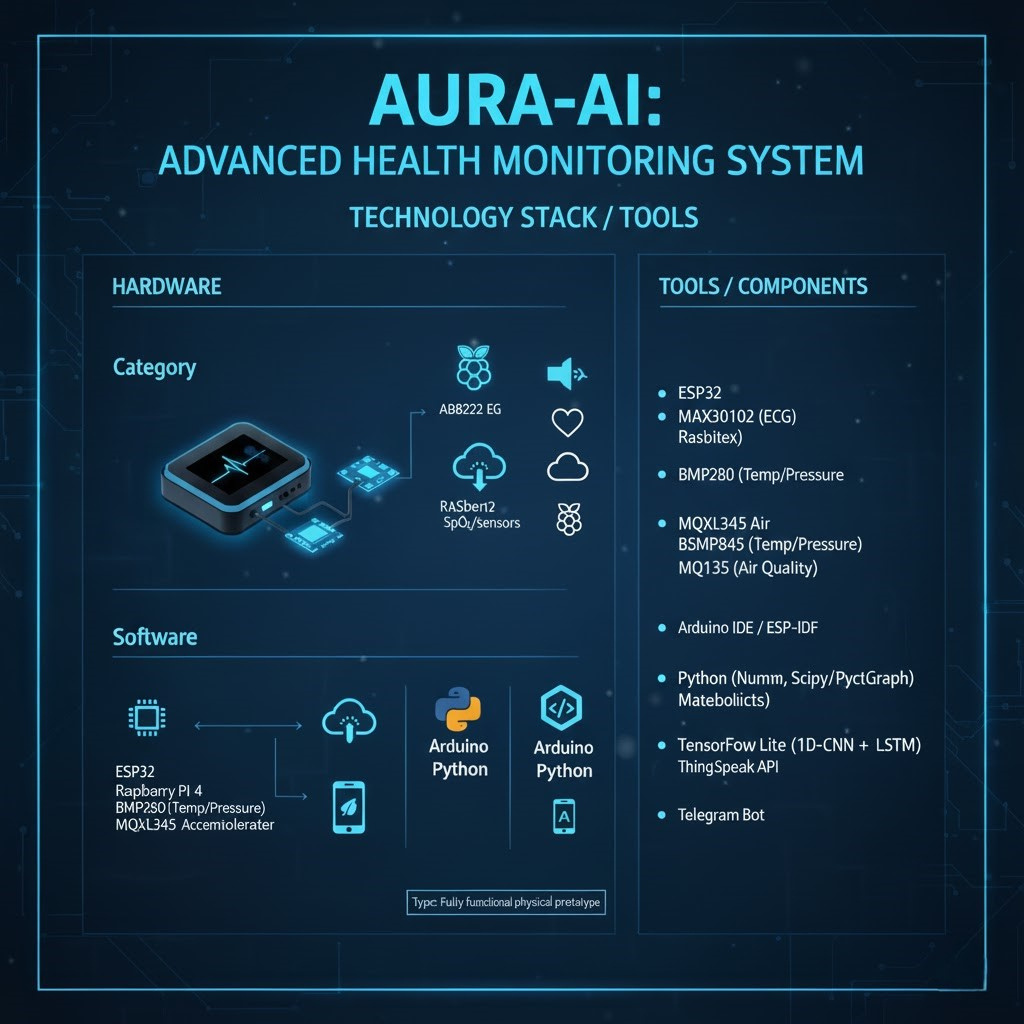 AURA-AI:
ADVANCED HEALTH MONITORING SYSTEM
TECHNOLOGY STACK / TOOLS
HARDWARE
Category
AB8222 EG
RASber12
SpO₂/sensors
Software
ESP32
Rapbarry PI 4
BMP2S0 (Temp/Pressure)
MQXL345 Accemiolerater
Arduino
Python
Arduino
Python
A
Type: Fully fumctional physical pretatype
TOOLS / COMPONENTS
• ESP32
• MAX30102 (ECG)
Rasbitex)
• BMP280 (Temp/Pressure
• MQXL345 Air
BSMP845 (Temp/Pressure)
MQ135 (Air Quality)
• Arduino IDE / ESP-IDF
• Python (Numm, Scipy/PyctGraph)
Matebolicts)
• TensorFow Lite (1D-CNN + LSTM)
ThingSpeak API
• Telegram Bot